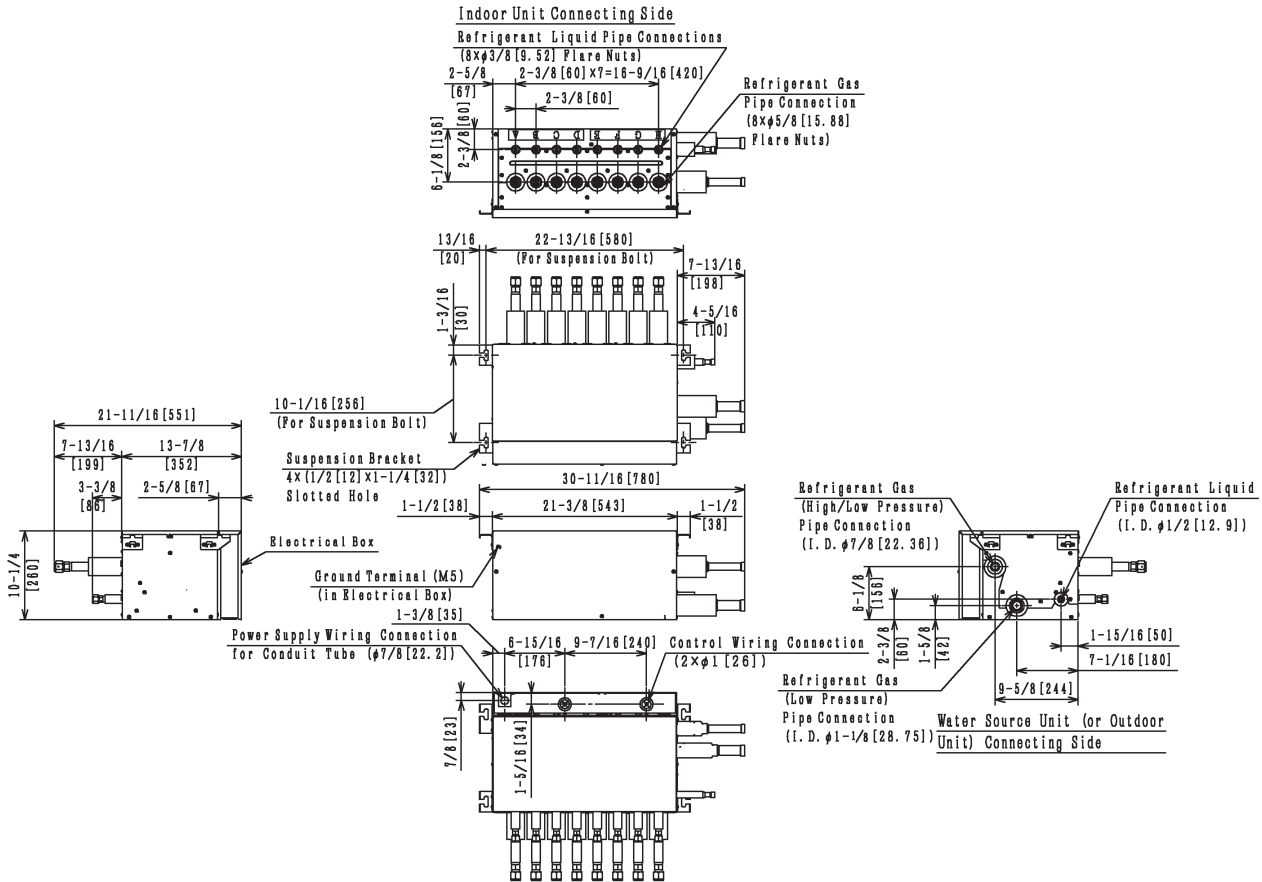 Indoor Unit Connecting Side
Refrigerant Liquid Pipe Connections
(8×φ3/8 [9.52] Flare Nuts)
2-5/8
[67]
2-3/8 [60] ×7=16-9/16 [420]
2-3/8 [60]
Refrigerant Gas
Pipe Connection
(8×φ5/8 [15.88]
Flare Nuts)
6-1/8 [156]
2-3/8 [60]
A B C D E F G H
13/16
[20]
22-13/16 [580]
(For Suspension Bolt)
7-13/16
[198]
1-3/16
[30]
4-5/16
[110]
10-1/16 [256]
(For Suspension Bolt)
Suspension Bracket
4× (1/2 [12] ×1-1/4 [32])
Slotted Hole
21-11/16 [551]
7-13/16
[199]
13-7/8
[352]
3-3/8
[86]
2-5/8 [67]
10-1/4
[260]
Electrical Box
30-11/16 [780]
1-1/2 [38]
21-3/8 [543]
1-1/2
[38]
Ground Terminal (M5)
(in Electrical Box)
1-3/8 [35]
Power Supply Wiring Connection
for Conduit Tube (φ7/8 [22.2])
6-15/16
[176]
9-7/16 [240]
Control Wiring Connection
(2×φ1 [26])
7/8 [23]
1-5/16 [34]
Refrigerant Gas
(High/Low Pressure)
Pipe Connection
(I.D. φ7/8 [22.36])
Refrigerant Liquid
Pipe Connection
(I.D. φ1/2 [12.9])
6-1/8
[156]
2-3/8
[60]
1-5/8
[42]
1-15/16 [50]
7-1/16 [180]
9-5/8 [244]
Refrigerant Gas
(Low Pressure)
Pipe Connection
(I.D. φ1-1/8 [28.75])
Water Source Unit (or Outdoor
Unit) Connecting Side